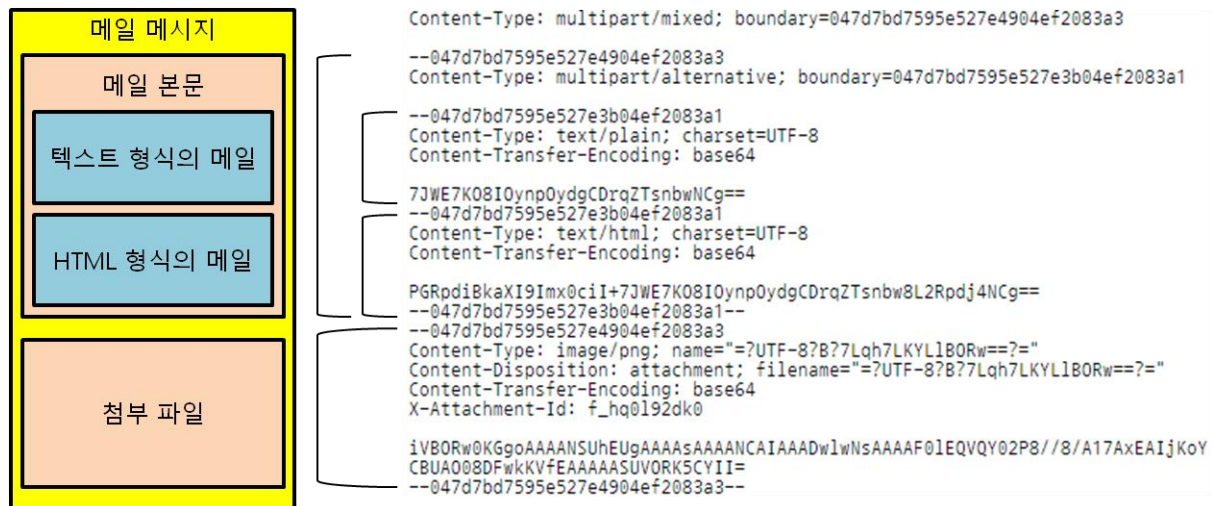 메일 메시지
메일 본문
텍스트 형식의 메일
HTML 형식의 메일
첨부 파일
Content-Type: multipart/mixed; boundary=047d7bd7595e527e4904ef2083a3
--047d7bd7595e527e4904ef2083a3
Content-Type: multipart/alternative; boundary=047d7bd7595e527e3b04ef2083a1
--047d7bd7595e527e3b04ef2083a1
Content-Type: text/plain; charset=UTF-8
Content-Transfer-Encoding: base64
7JWE7KO8IOynpOydgCDrqZTsnbwNCg==
--047d7bd7595e527e3b04ef2083a1
Content-Type: text/html; charset=UTF-8
Content-Transfer-Encoding: base64
PGRpdiBkaXI9Imx0ciI+7JWE7KO8IOynpOydgCDrqZTsnbw8L2Rpdj4NCg==
--047d7bd7595e527e3b04ef2083a1--
--047d7bd7595e527e4904ef2083a3
Content-Type: image/png; name="=?UTF-8?B?7Lqh7LKYLlBORw==?="
Content-Disposition: attachment; filename="=?UTF-8?B?7Lqh7LKYLlBORw==?="
Content-Transfer-Encoding: base64
X-Attachment-Id: f_hq0l92dk0
iVBORw0KGgoAAAANSUhEUgAAAAsAAAANCAIAAADwlwNsAAAAF0lEQVQY02P8//8/A17AxEAIjKoY
CBUAO08DFwkKVfEAAAAASUVORK5CYII=
--047d7bd7595e527e4904ef2083a3--